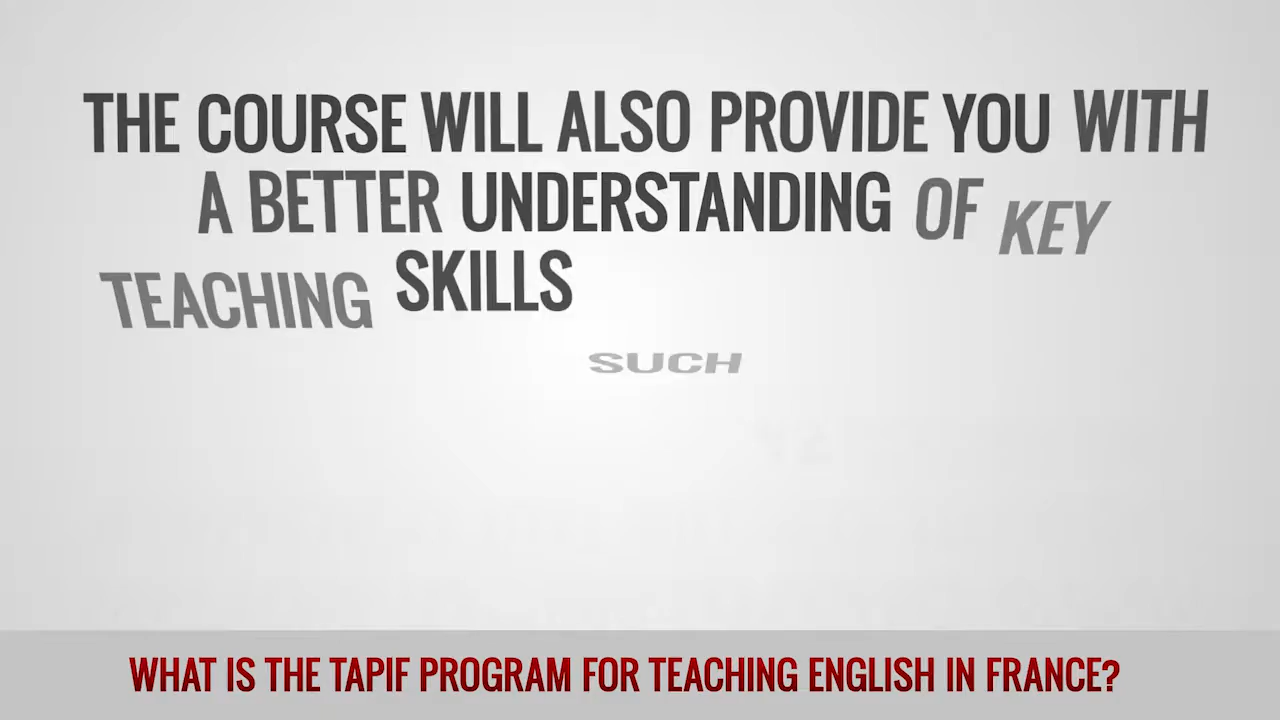 THE COURSE WILL ALSO PROVIDE YOU WITH
A BETTER UNDERSTANDING OF KEY
TEACHING SKILLS
SUCH
WHAT IS THE TAPIF PROGRAM FOR TEACHING ENGLISH IN FRANCE?